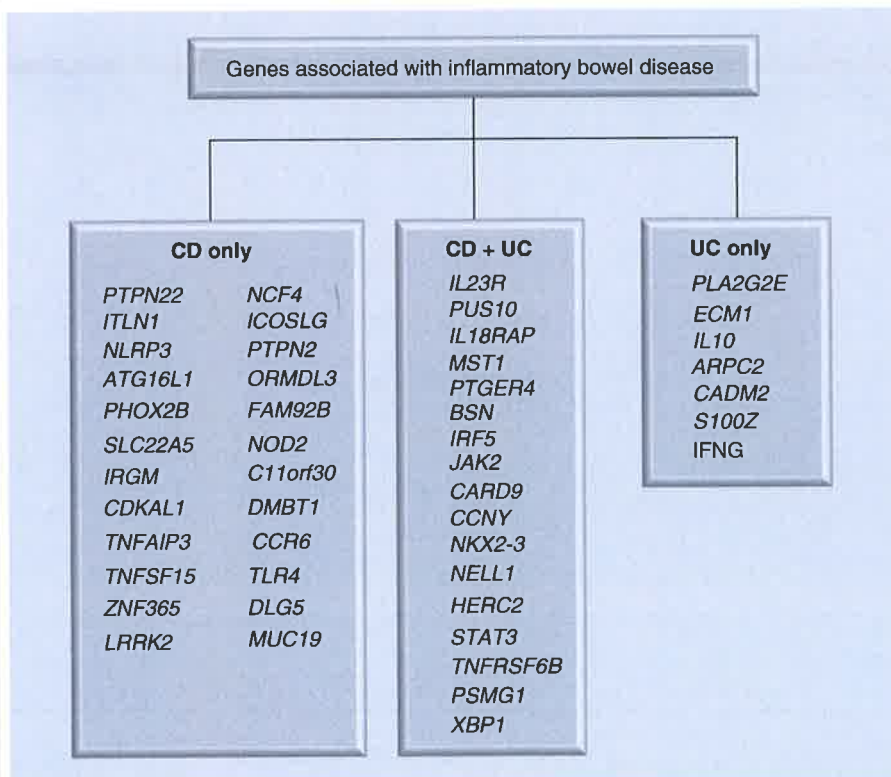 Genes associated with inflammatory bowel disease
CD only
PTPN22 NCF4
ITLN1 ICOSLG
NLRP3 PTPN2
ATG16L1 ORMDL3
PHOX2B FAM92B
SLC22A5 NOD2
IRGM C11orf30
CDKAL1 DMBT1
TNFAIP3 CCR6
TNFSF15 TLR4
ZNF365 DLG5
LRRK2 MUC19
CD + UC
IL23R
PUS10
IL18RAP
MST1
PTGER4
BSN
IRF5
JAK2
CARD9
CCNY
NKX2-3
NELL1
HERC2
STAT3
TNFRSF6B
PSMG1
XBP1
UC only
PLA2G2E
ECM1
IL10
ARPC2
CADM2
S100Z
IFNG